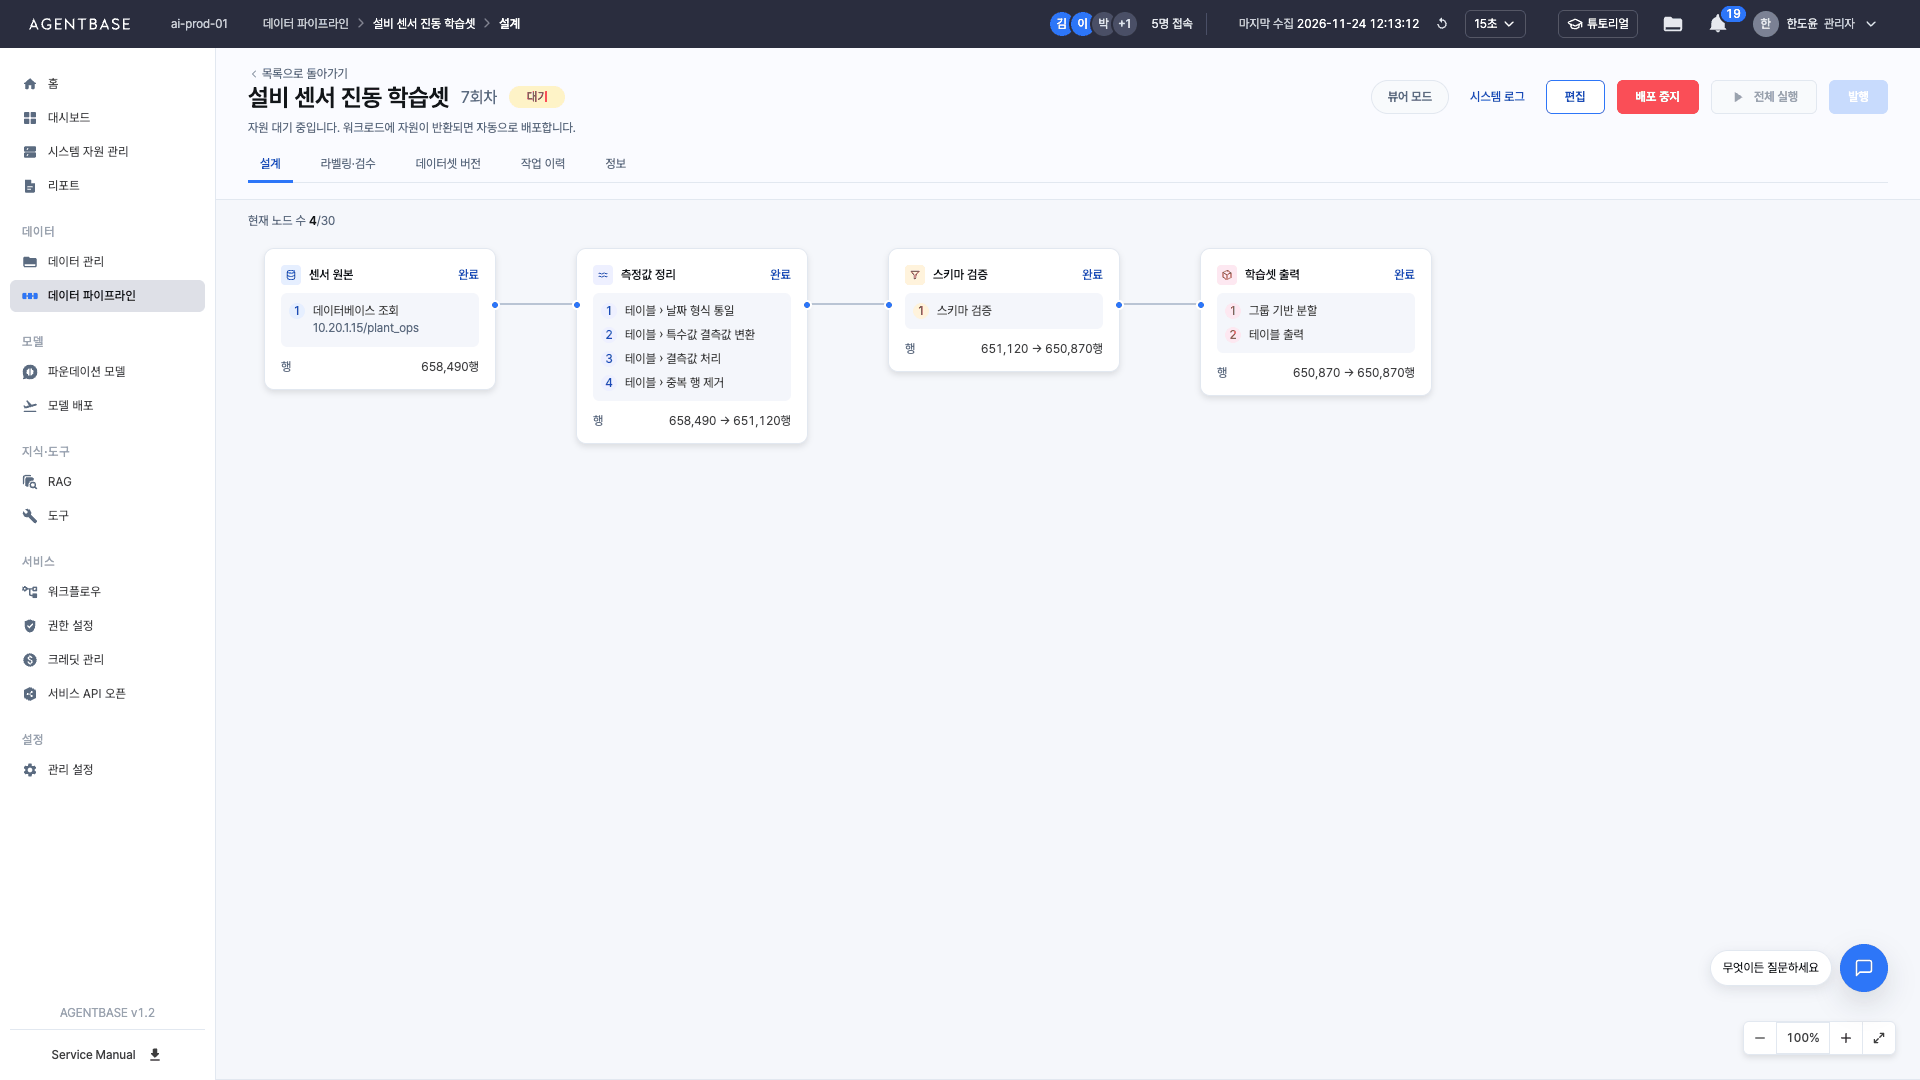 AGENTBASE
ai-prod-01
데이터 파이프라인 > 설비 센서 진동 학습셋 > 설계
김 이 박 +1 5명 접속
마지막 수집 2026-11-24 12:13:12
15초
튜토리얼
19
한 한도윤 관리자
홈
대시보드
시스템 자원 관리
리포트
데이터
데이터 관리
데이터 파이프라인
모델
파운데이션 모델
모델 배포
지식·도구
RAG
도구
서비스
워크플로우
권한 설정
크레딧 관리
서비스 API 오픈
설정
관리 설정
AGENTBASE v1.2
Service Manual
목록으로 돌아가기
설비 센서 진동 학습셋 7회차 대기
자원 대기 중입니다. 워크로드에 자원이 반환되면 자동으로 배포합니다.
뷰어 모드 시스템 로그 편집 배포 중지 전체 실행 발행
설계 라벨링·검수 데이터셋 버전 작업 이력 정보
현재 노드 수 4/30
센서 원본 완료
1 데이터베이스 조회
10.20.1.15/plant_ops
행 658,490행
측정값 정리 완료
1 테이블 › 날짜 형식 통일
2 테이블 › 특수값 결측값 변환
3 테이블 › 결측값 처리
4 테이블 › 중복 행 제거
행 658,490 → 651,120행
스키마 검증 완료
1 스키마 검증
행 651,120 → 650,870행
학습셋 출력 완료
1 그룹 기반 분할
2 테이블 출력
행 650,870 → 650,870행
무엇이든 질문하세요
100%